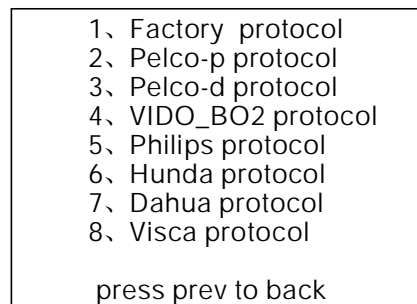 1、Factory protocol
2、Pelco-p protocol
3、Pelco-d protocol
4、VIDO_BO2 protocol
5、Philips protocol
6、Hunda protocol
7、Dahua protocol
8、Visca protocol
press prev to back